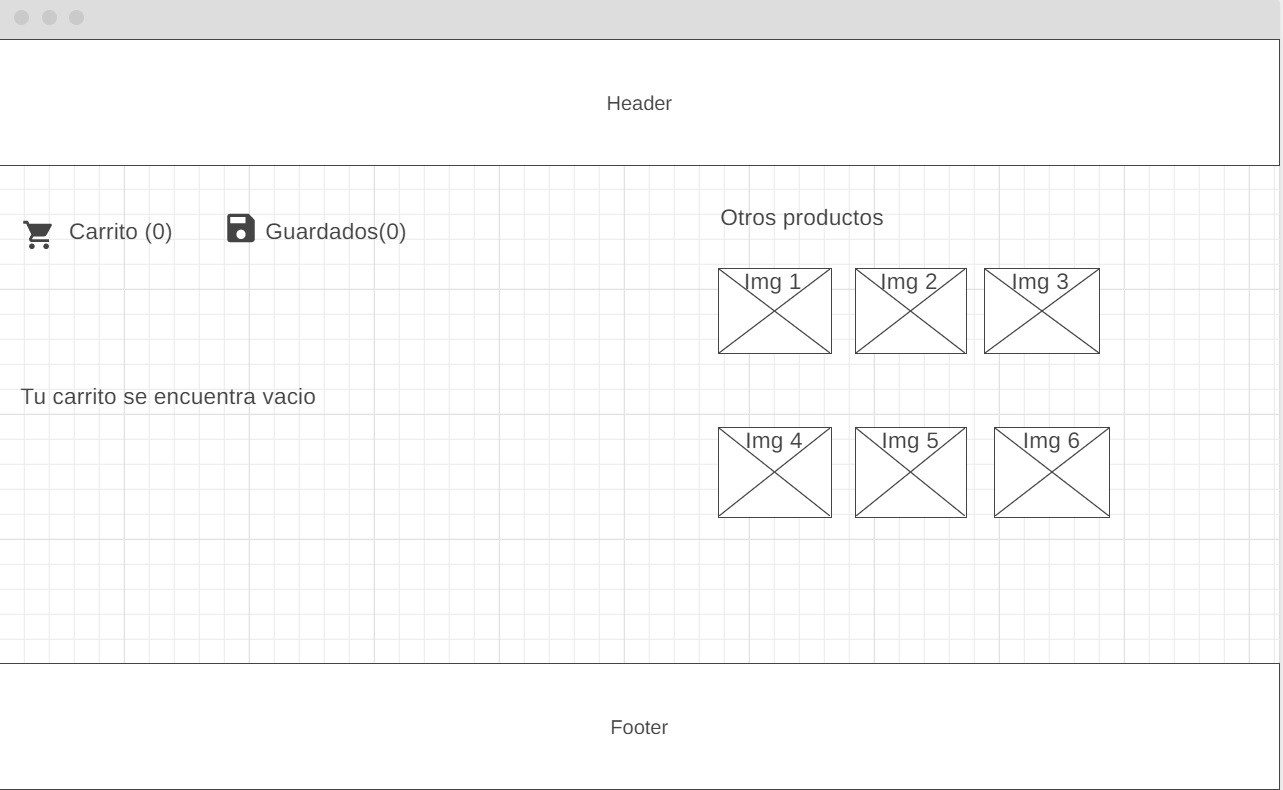 Header
Carrito (0)
Guardados(0)
Tu carrito se encuentra vacio
Otros productos
Img 1
Img 2
Img 3
Img 4
Img 5
Img 6
Footer